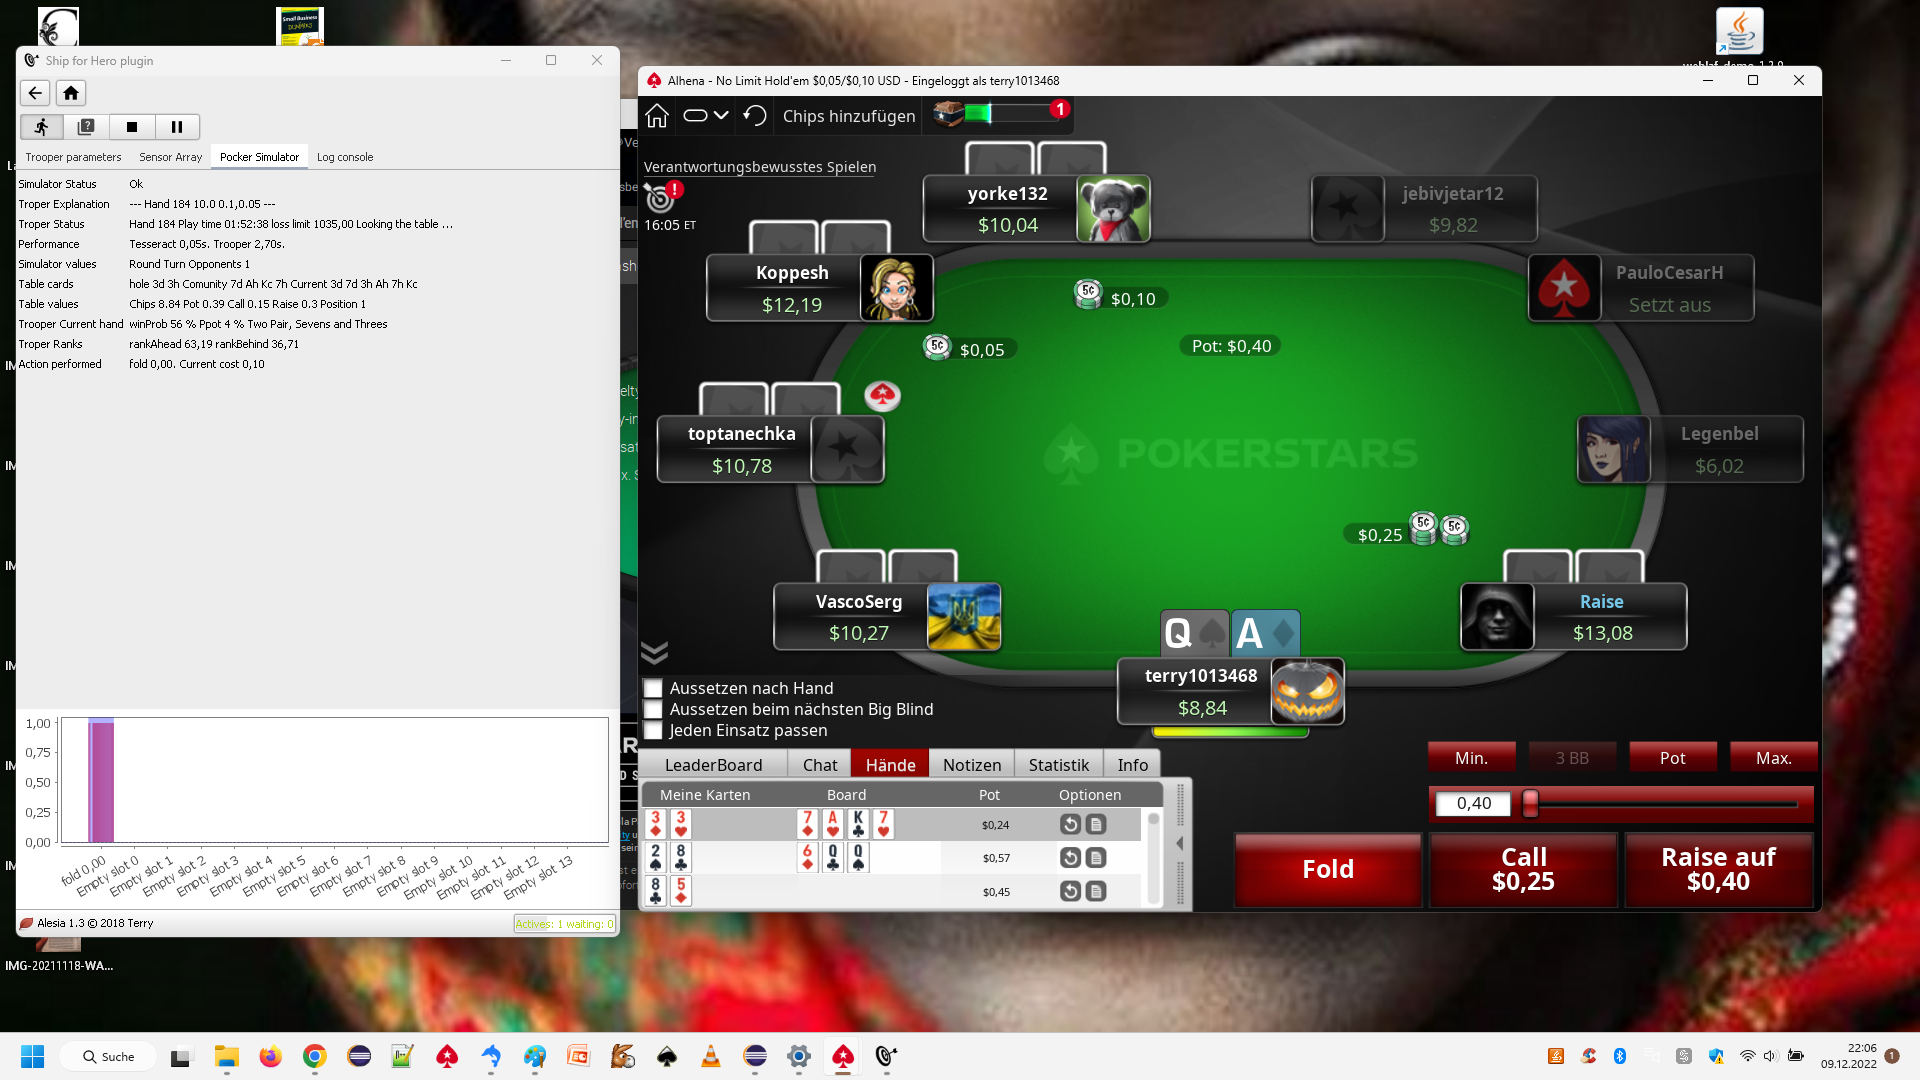 Small Business
DUMMIES
Ship for Hero plugin
Trooper parameters
Sensor Array
Pocker Simulator
Log console
Simulator Status Ok
Troper Explanation --- Hand 184 10.0 0.1,0.05 ---
Troper Status Hand 184 Play time 01:52:38 loss limit 1035,00 Looking the table ...
Performance Tesseract 0,05s. Trooper 2,70s.
Simulator values Round Turn Opponents 1
Table cards hole 3d 3h Comunity 7d Ah Kc 7h Current 3d 7d 3h Ah 7h Kc
Table values Chips 8.84 Pot 0.39 Call 0.15 Raise 0.3 Position 1
Trooper Current hand winProb 56 % Ppot 4 % Two Pair, Sevens and Threes
Troper Ranks rankAhead 63,19 rankBehind 36,71
Action performed fold 0,00. Current cost 0,10
1,00
0,75
0,50
0,25
0,00
fold 0,00
Empty slot 0
Empty slot 1
Empty slot 2
Empty slot 3
Empty slot 4
Empty slot 5
Empty slot 6
Empty slot 7
Empty slot 8
Empty slot 9
Empty slot 10
Empty slot 11
Empty slot 12
Empty slot 13
Alesia 1.3 © 2018 Terry
Actives: 1 waiting: 0
IMG-20211118-WA...
Alhena - No Limit Hold'em $0,05/$0,10 USD - Eingeloggt als terry1013468
Chips hinzufügen
1
Verantwortungsbewusstes Spielen
!
16:05 ET
yorke132
$10,04
jebivjetar12
$9,82
Koppesh
$12,19
PauloCesarH
Setzt aus
5¢ $0,10
5¢ $0,05
Pot: $0,40
toptanechka
$10,78
POKERSTARS
Legenbel
$6,02
$0,25 5¢ 5¢
VascoSerg
$10,27
Q A
Raise
$13,08
terry1013468
$8,84
Aussetzen nach Hand
Aussetzen beim nächsten Big Blind
Jeden Einsatz passen
LeaderBoard Chat Hände Notizen Statistik Info
Meine Karten Board Pot Optionen
3 3 7 A K 7 $0,24
2 8 6 Q Q $0,57
8 5 $0,45
Min. 3 BB Pot Max.
0,40
Fold
Call
$0,25
Raise auf
$0,40
Suche
22:06
09.12.2022
1